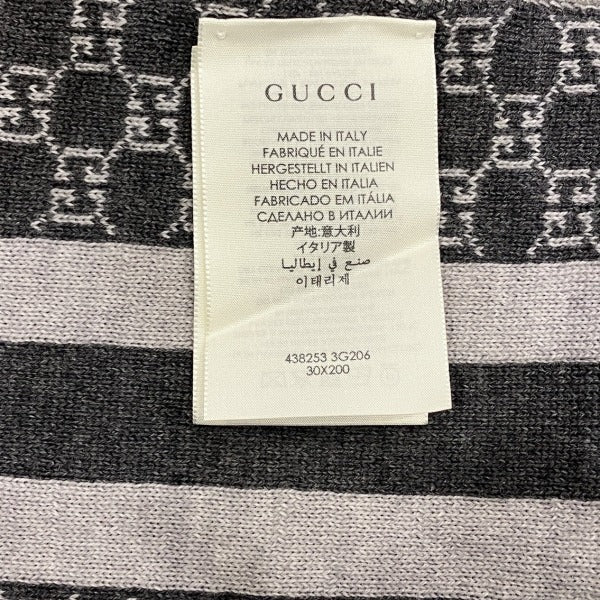 GUCCI
MADE IN ITALY
FABRIQUÉ EN ITALIE
HERGESTELLT IN ITALIEN
HECHO EN ITALIA
FABRICADO EM ITÁLIA
СДЕЛАНО В ИТАЛИИ
产地:意大利
イタリア製
صنع في إيطاليا
이태리제
438253 3G206
30X200